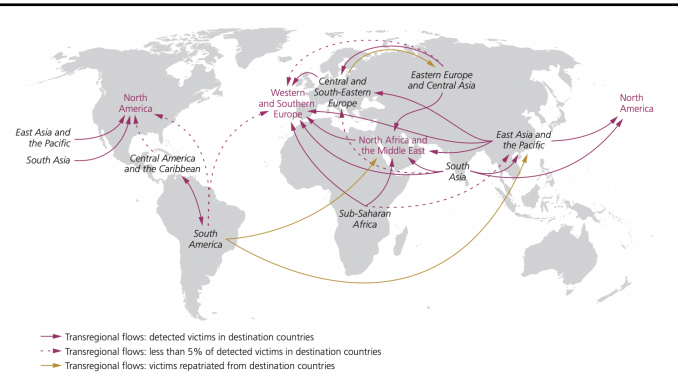 Eastern Europe
and Central Asia
Central and
South-Eastern
Europe
Western
and Southern
Europe
North
America
North
America
East Asia and
the Pacific
South Asia
North Africa and
the Middle East
East Asia and
the Pacific
Central America
and the Caribbean
South
Asia
Sub-Saharan
Africa
South
America
Transregional flows: detected victims in destination countries
Transregional flows: less than 5% of detected victims in destination countries
Transregional flows: victims repatriated from destination countries